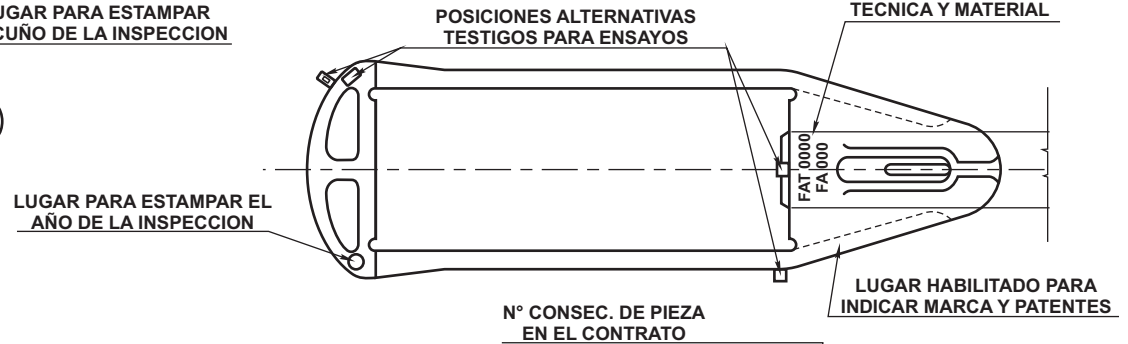 UGAR PARA ESTAMPAR
CUÑO DE LA INSPECCION
POSICIONES ALTERNATIVAS
TESTIGOS PARA ENSAYOS
TECNICA Y MATERIAL
FAT 0000
FA 000
LUGAR PARA ESTAMPAR EL
AÑO DE LA INSPECCION
LUGAR HABILITADO PARA
INDICAR MARCA Y PATENTES
N° CONSEC. DE PIEZA
EN EL CONTRATO